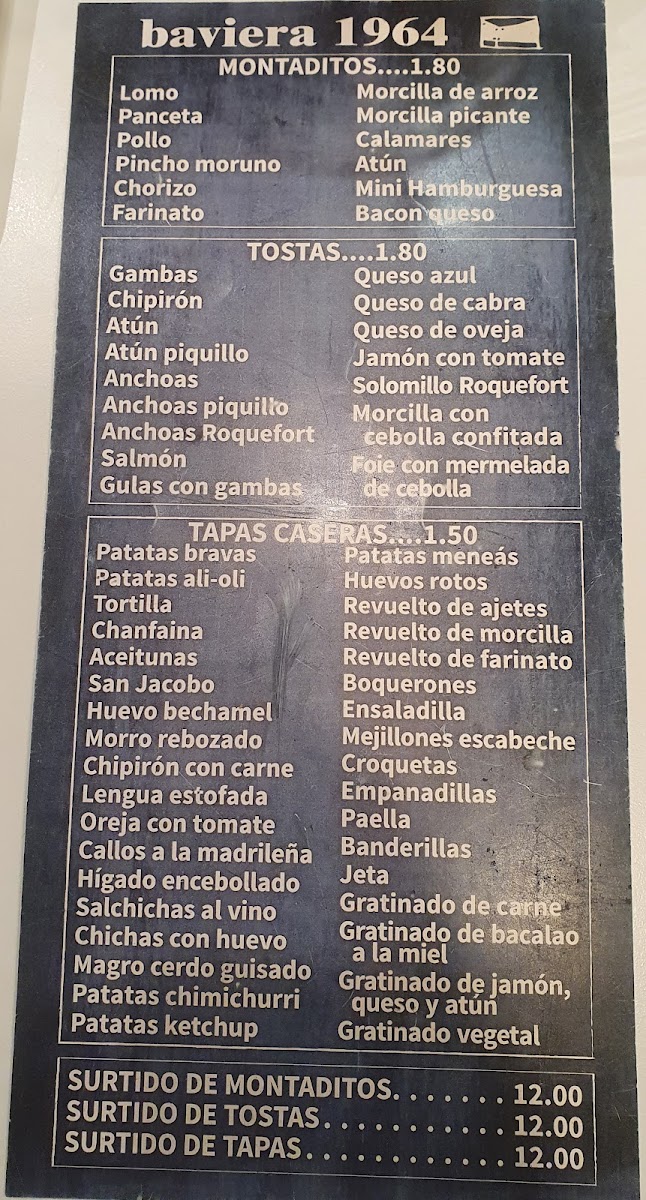 baviera 1964
MONTADITOS....1.80
Lomo
Panceta
Pollo
Pincho moruno
Chorizo
Farinato
Morcilla de arroz
Morcilla picante
Calamares
Atún
Mini Hamburguesa
Bacon queso
TOSTAS....1.80
Gambas
Chipirón
Atún
Atún piquillo
Anchoas
Anchoas piquillo
Anchoas Roquefort
Salmón
Gulas con gambas
Queso azul
Queso de cabra
Queso de oveja
Jamón con tomate
Solomillo Roquefort
Morcilla con
cebolla confitada
Foie con mermelada
de cebolla
TAPAS CASERAS....1.50
Patatas bravas
Patatas ali-oli
Tortilla
Chanfaina
Aceitunas
San Jacobo
Huevo bechamel
Morro rebozado
Chipirón con carne
Lengua estofada
Oreja con tomate
Callos a la madrileña
Hígado encebollado
Salchichas al vino
Chichas con huevo
Magro cerdo guisado
Patatas chimichurri
Patatas ketchup
Patatas meneás
Huevos rotos
Revuelto de ajetes
Revuelto de morcilla
Revuelto de farinato
Boquerones
Ensaladilla
Mejillones escabeche
Croquetas
Empanadillas
Paella
Banderillas
Jeta
Gratinado de carne
Gratinado de bacalao
a la miel
Gratinado de jamón,
queso y atún
Gratinado vegetal
SURTIDO DE MONTADITOS. . . . . . . 12.00
SURTIDO DE TOSTAS. . . . . . . . . . . 12.00
SURTIDO DE TAPAS. . . . . . . . . . . . 12.00